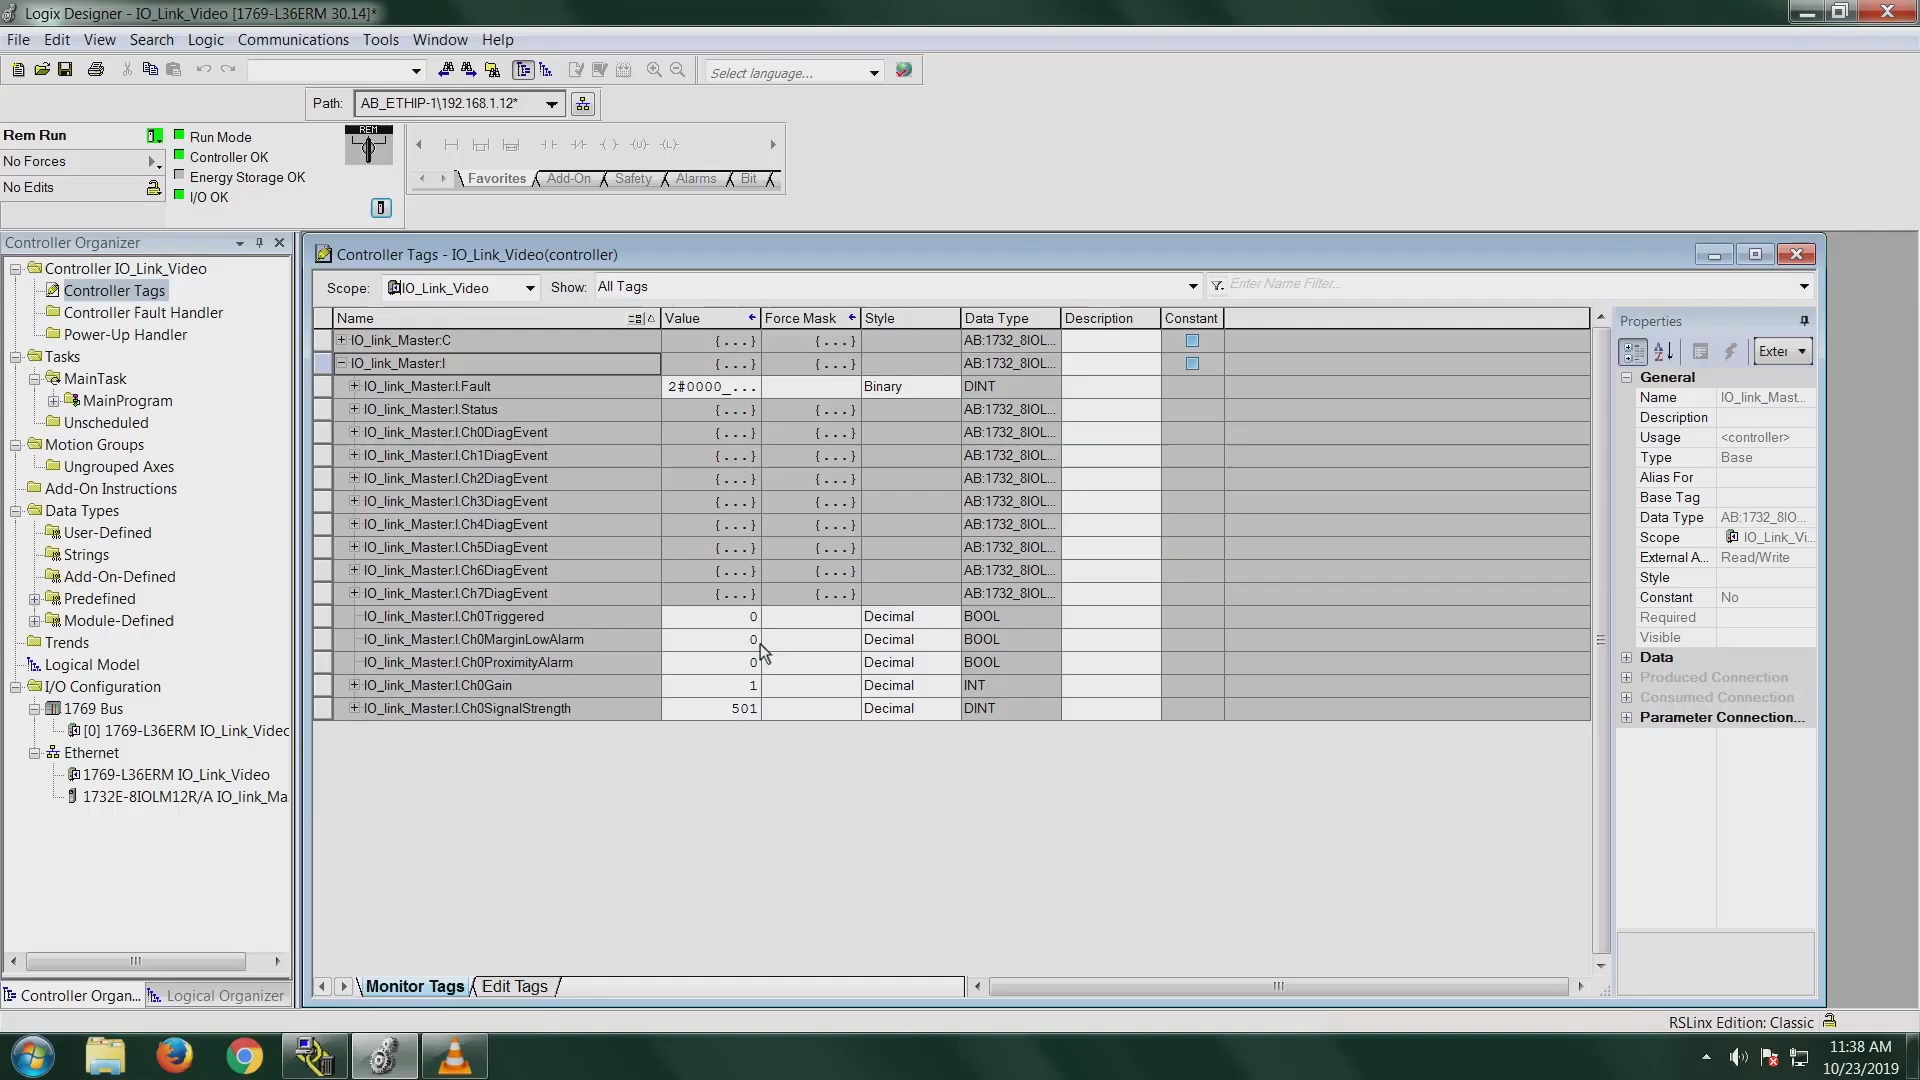 Logix Designer - IO_Link_Video [1769-L36ERM 30.14]*
File Edit View Search Logic Communications Tools Window Help
Select language...
Path: AB_ETHIP-1\192.168.1.12*
Rem Run
No Forces
No Edits
Run Mode
Controller OK
Energy Storage OK
I/O OK
REM
Favorites Add-On Safety Alarms Bit
Controller Organizer
Controller IO_Link_Video
Controller Tags
Controller Fault Handler
Power-Up Handler
Tasks
MainTask
MainProgram
Unscheduled
Motion Groups
Ungrouped Axes
Add-On Instructions
Data Types
User-Defined
Strings
Add-On-Defined
Predefined
Module-Defined
Trends
Logical Model
I/O Configuration
1769 Bus
[0] 1769-L36ERM IO_Link_Videc
Ethernet
1769-L36ERM IO_Link_Video
1732E-8IOLM12R/A IO_link_Ma
Controller Organ... Logical Organizer
Controller Tags - IO_Link_Video(controller)
Scope: IO_Link_Video Show: All Tags Enter Name Filter...
Name Value Force Mask Style Data Type Description Constant
IO_link_Master:C {...} {...} AB:1732_8IOL...
IO_link_Master:I {...} {...} AB:1732_8IOL...
IO_link_Master:I.Fault 2#0000_... Binary DINT
IO_link_Master:I.Status {...} {...} AB:1732_8IOL...
IO_link_Master:I.Ch0DiagEvent {...} {...} AB:1732_8IOL...
IO_link_Master:I.Ch1DiagEvent {...} {...} AB:1732_8IOL...
IO_link_Master:I.Ch2DiagEvent {...} {...} AB:1732_8IOL...
IO_link_Master:I.Ch3DiagEvent {...} {...} AB:1732_8IOL...
IO_link_Master:I.Ch4DiagEvent {...} {...} AB:1732_8IOL...
IO_link_Master:I.Ch5DiagEvent {...} {...} AB:1732_8IOL...
IO_link_Master:I.Ch6DiagEvent {...} {...} AB:1732_8IOL...
IO_link_Master:I.Ch7DiagEvent {...} {...} AB:1732_8IOL...
IO_link_Master:I.Ch0Triggered 0 Decimal BOOL
IO_link_Master:I.Ch0MarginLowAlarm 0 Decimal BOOL
IO_link_Master:I.Ch0ProximityAlarm 0 Decimal BOOL
IO_link_Master:I.Ch0Gain 1 Decimal INT
IO_link_Master:I.Ch0SignalStrength 501 Decimal DINT
Monitor Tags Edit Tags
Properties
Exter
General
Name IO_link_Mast...
Description
Usage <controller>
Type Base
Alias For
Base Tag
Data Type AB:1732_8IO...
Scope IO_Link_Vi...
External A... Read/Write
Style
Constant No
Required
Visible
Data
Produced Connection
Consumed Connection
Parameter Connection...
RSLinx Edition: Classic
11:38 AM
10/23/2019